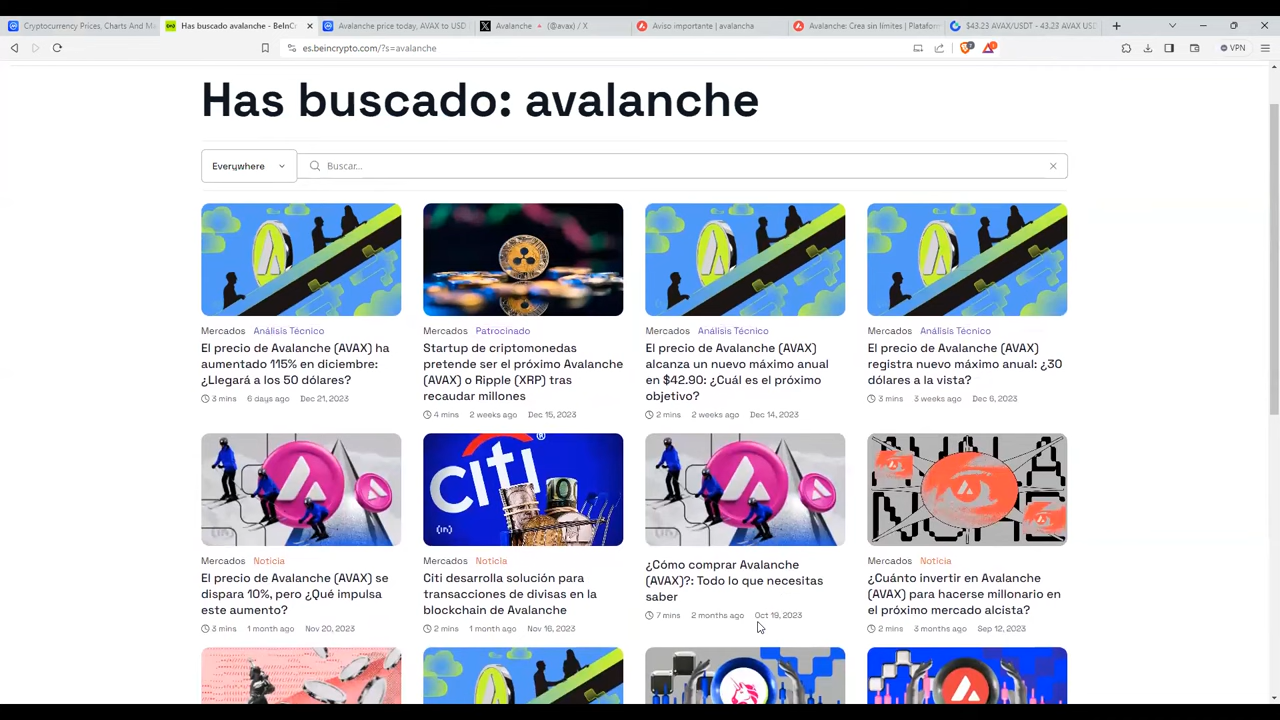 Cryptocurrency Prices, Charts And M
Has buscado avalanche - BeInCr
Avalanche price today, AVAX to USD
Avalanche (@avax) / X
Aviso importante | avalancha
Avalanche: Crea sin límites | Platafor
$43.23 AVAX/USDT - 43.23 AVAX USD
es.beincrypto.com/?s=avalanche
VPN
Has buscado: avalanche
Everywhere
Buscar...
Mercados Análisis Técnico
El precio de Avalanche (AVAX) ha
aumentado 115% en diciembre:
¿Llegará a los 50 dólares?
3 mins 6 days ago Dec 21, 2023
Mercados Patrocinado
Startup de criptomonedas
pretende ser el próximo Avalanche
(AVAX) o Ripple (XRP) tras
recaudar millones
4 mins 2 weeks ago Dec 15, 2023
Mercados Análisis Técnico
El precio de Avalanche (AVAX)
alcanza un nuevo máximo anual
en $42.90: ¿Cuál es el próximo
objetivo?
2 mins 2 weeks ago Dec 14, 2023
Mercados Análisis Técnico
El precio de Avalanche (AVAX)
registra nuevo máximo anual: ¿30
dólares a la vista?
3 mins 3 weeks ago Dec 6, 2023
citi®
(in)
Mercados Noticia
El precio de Avalanche (AVAX) se
dispara 10%, pero ¿Qué impulsa
este aumento?
3 mins 1 month ago Nov 20, 2023
Mercados Noticia
Citi desarrolla solución para
transacciones de divisas en la
blockchain de Avalanche
2 mins 1 month ago Nov 16, 2023
¿Cómo comprar Avalanche
(AVAX)?: Todo lo que necesitas
saber
7 mins 2 months ago Oct 19, 2023
Mercados Noticia
¿Cuánto invertir en Avalanche
(AVAX) para hacerse millonario en
el próximo mercado alcista?
2 mins 3 months ago Sep 12, 2023